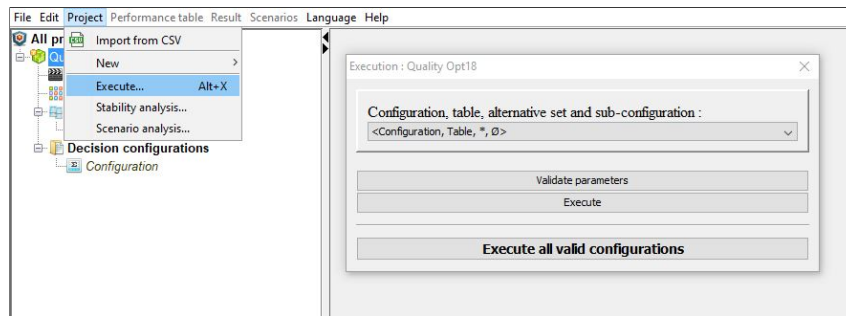 File Edit Project Performance table Result Scenarios Language Help
All pr
Import from CSV
Qu
New
Execute... Alt+X
Stability analysis...
Scenario analysis...
Decision configurations
Configuration
Execution : Quality Opt18
Configuration, table, alternative set and sub-configuration :
<Configuration, Table, *, Ø>
Validate parameters
Execute
Execute all valid configurations